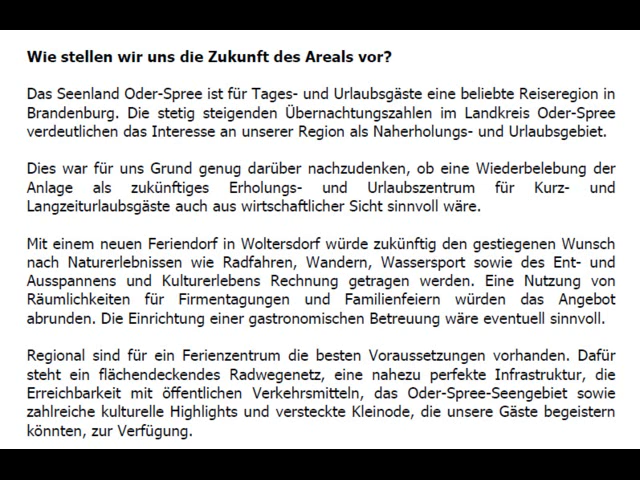 Wie stellen wir uns die Zukunft des Areals vor?
Das Seenland Oder-Spree ist für Tages- und Urlaubsgäste eine beliebte Reiseregion in
Brandenburg. Die stetig steigenden Übernachtungszahlen im Landkreis Oder-Spree
verdeutlichen das Interesse an unserer Region als Naherholungs- und Urlaubsgebiet.
Dies war für uns Grund genug darüber nachzudenken, ob eine Wiederbelebung der
Anlage als zukünftiges Erholungs- und Urlaubszentrum für Kurz- und
Langzeiturlaubsgäste auch aus wirtschaftlicher Sicht sinnvoll wäre.
Mit einem neuen Feriendorf in Woltersdorf würde zukünftig den gestiegenen Wunsch
nach Naturerlebnissen wie Radfahren, Wandern, Wassersport sowie des Ent- und
Ausspannens und Kulturerlebens Rechnung getragen werden. Eine Nutzung von
Räumlichkeiten für Firmentagungen und Familienfeiern würden das Angebot
abrunden. Die Einrichtung einer gastronomischen Betreuung wäre eventuell sinnvoll.
Regional sind für ein Ferienzentrum die besten Voraussetzungen vorhanden. Dafür
steht ein flächendeckendes Radwegenetz, eine nahezu perfekte Infrastruktur, die
Erreichbarkeit mit öffentlichen Verkehrsmitteln, das Oder-Spree-Seengebiet sowie
zahlreiche kulturelle Highlights und versteckte Kleinode, die unsere Gäste begeistern
könnten, zur Verfügung.